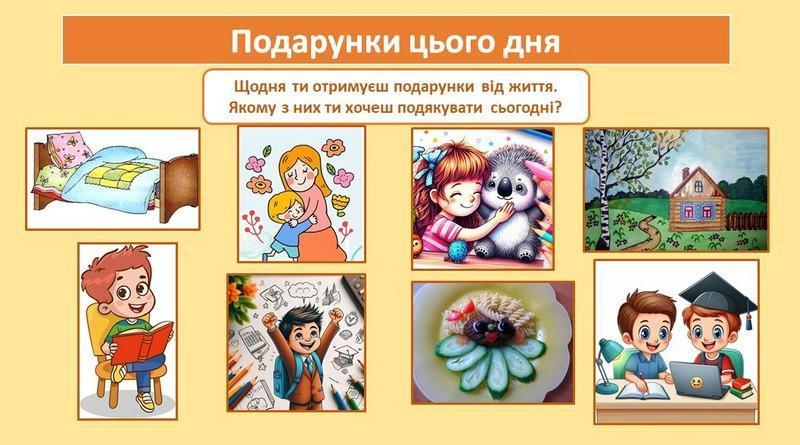 Подарунки цього дня
Щодня ти отримуєш подарунки від життя.
Якому з них ти хочеш подякувати сьогодні?